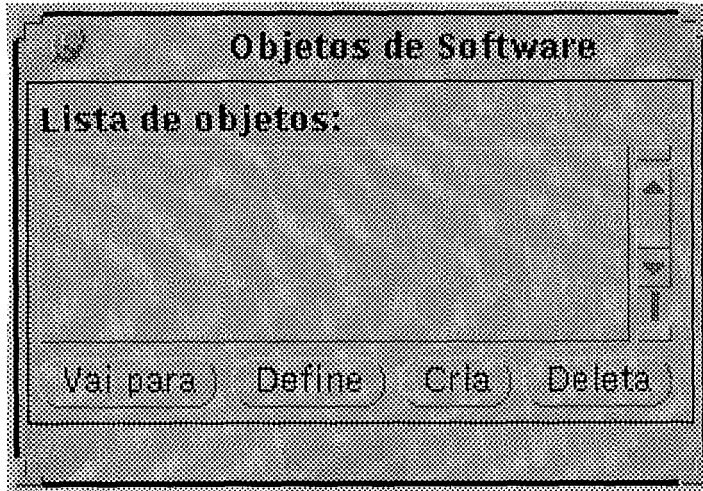 Objetos de Software
Lista de objetos:
Vai para Define Cria Deleta